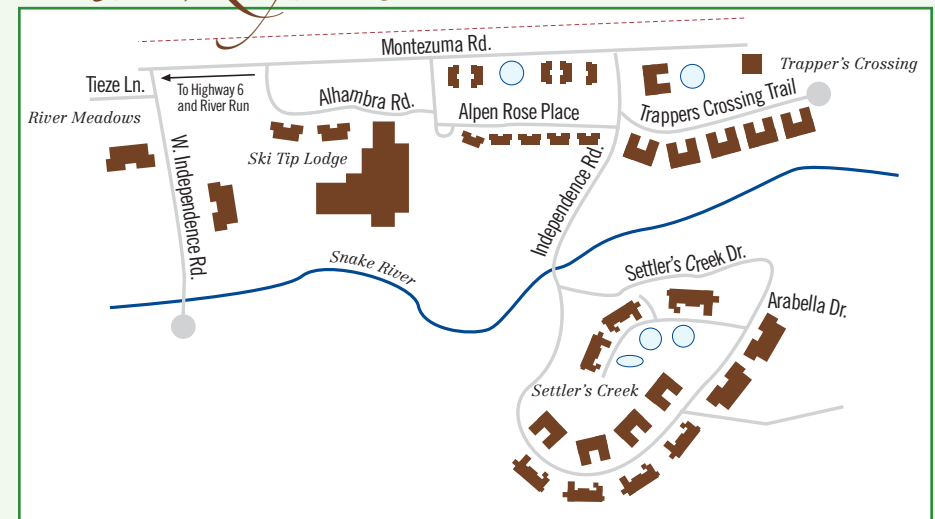 Montezuma Rd.
Trapper's Crossing
Tieze Ln.
To Highway 6
and River Run
River Meadows
Alhambra Rd.
Alpen Rose Place
Trappers Crossing Trail
Ski Tip Lodge
W. Independence Rd.
Independence Rd.
Snake River
Settler's Creek Dr.
Arabella Dr.
Settler's Creek